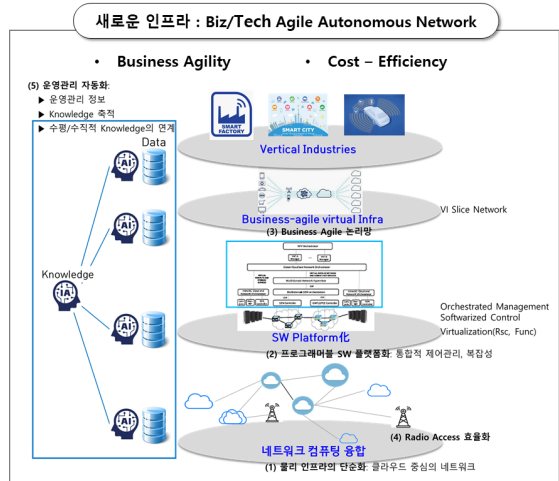 새로운 인프라 : Biz/Tech Agile Autonomous Network
• Business Agility
• Cost – Efficiency
(5) 운영관리 자동화:
▶ 운영관리 정보
▶ Knowledge 축적
▶ 수평/수직적 Knowledge의 연계
Data
AI
AI
AI
AI
AI
Knowledge
SMART FACTORY
SMART CITY
Vertical Industries
Business-agile virtual Infra
(3) Business Agile 논리망
VI Slice Network
SW Platform化
(2) 프로그래머블 SW 플랫폼화: 통합적 제어관리, 복잡성
Orchestrated Management
Softwarized Control
Virtualization(Rsc, Func)
(4) Radio Access 효율화
네트워크 컴퓨팅 융합
(1) 물리 인프라의 단순화: 클라우드 중심의 네트워크